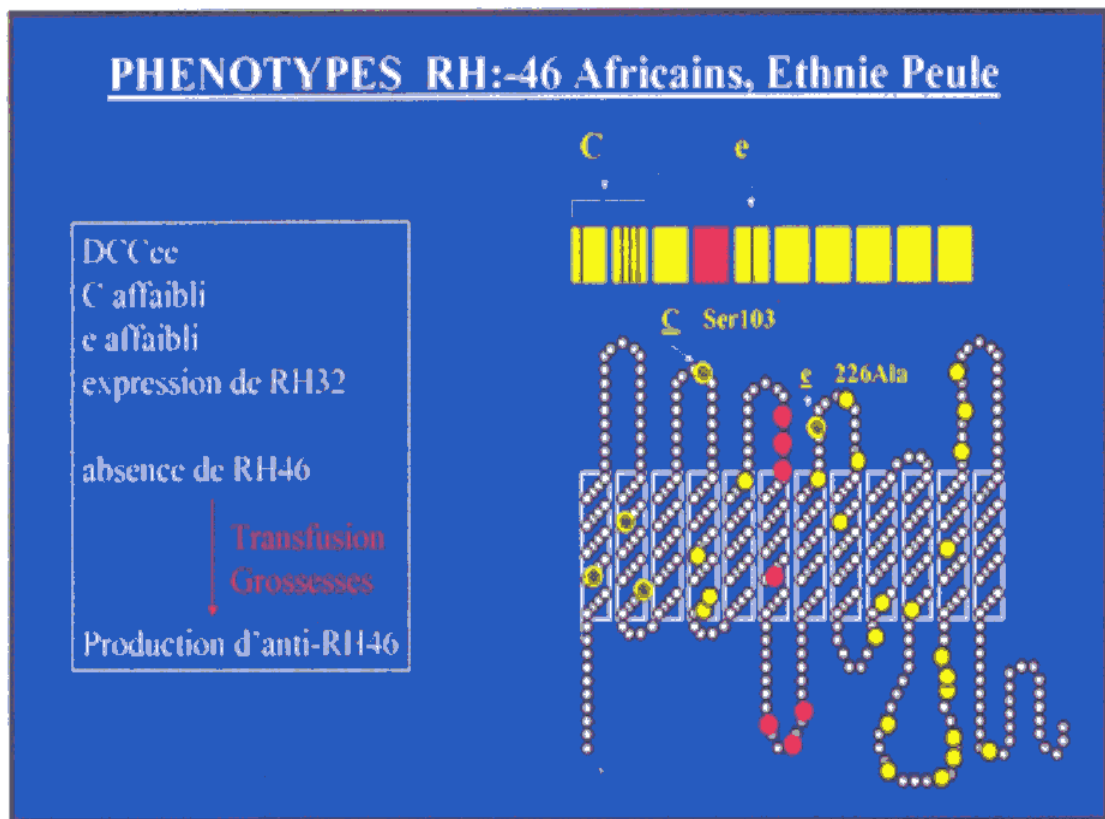 PHENOTYPES RH:-46 Africains, Ethnie Peule
C e
DCCee
C affaibli
e affaibli
expression de RH32
absence de RH46
Transfusion
Grossesses
Production d'anti-RH46
C Ser103
e 226Ala